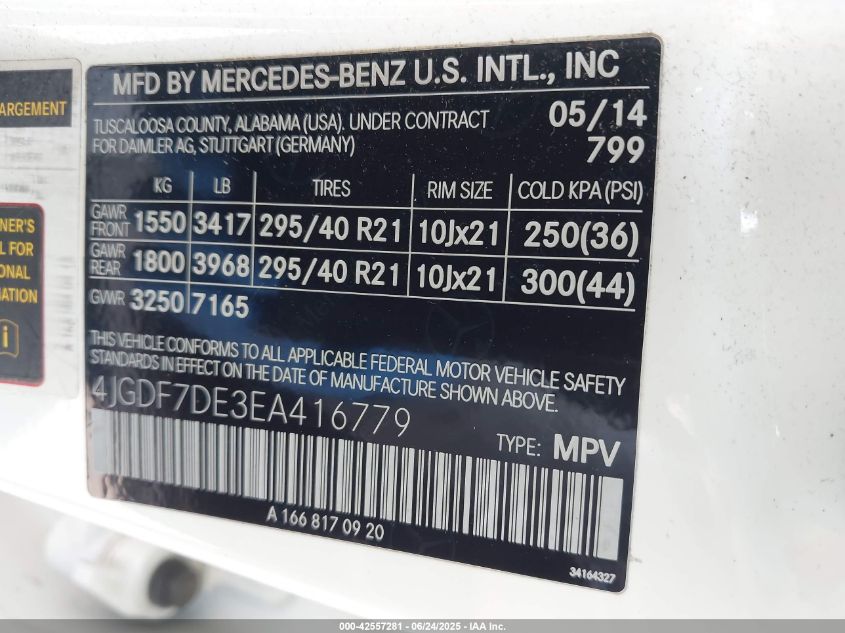 ARGEMENT
NER'S
L FOR
ONAL
MATION
i
MFD BY MERCEDES-BENZ U.S. INTL., INC
TUSCALOOSA COUNTY, ALABAMA (USA). UNDER CONTRACT
FOR DAIMLER AG, STUTTGART (GERMANY)
05/14
799
KG LB TIRES RIM SIZE COLD KPA (PSI)
GAWR FRONT 1550 3417 295/40 R21 10Jx21 250(36)
GAWR REAR 1800 3968 295/40 R21 10Jx21 300(44)
GVWR 3250 7165
THIS VEHICLE CONFORMS TO ALL APPLICABLE FEDERAL MOTOR VEHICLE SAFETY
STANDARDS IN EFFECT ON THE DATE OF MANUFACTURE SHOWN ABOVE.
4JGDF7DE3EA416779
TYPE: MPV
A 166 817 09 20
34164327
000-42557281 - 06/24/2025 - IAA Inc.